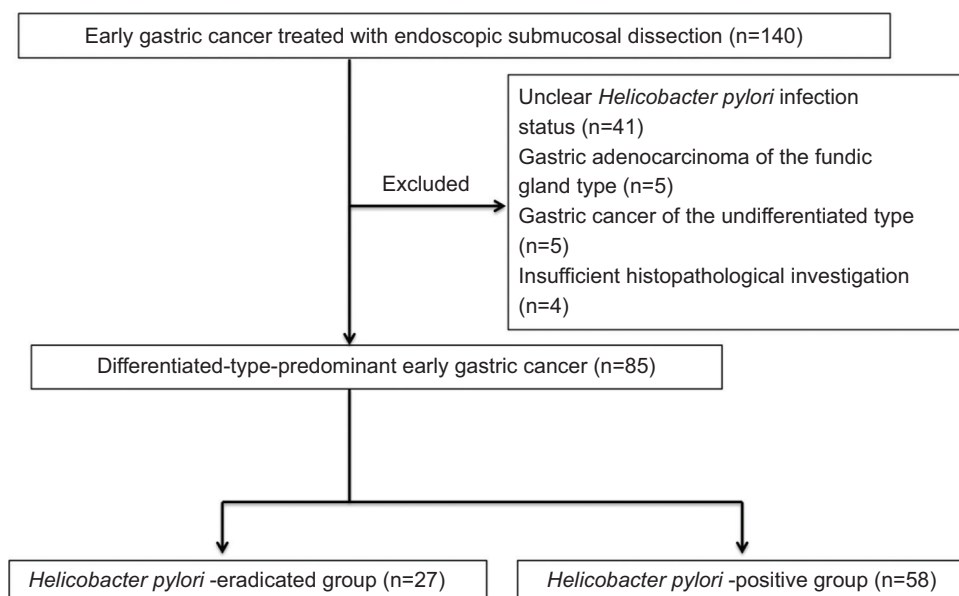 Early gastric cancer treated with endoscopic submucosal dissection (n=140)
Unclear Helicobacter pylori infection
status (n=41)
Gastric adenocarcinoma of the fundic
gland type (n=5)
Gastric cancer of the undifferentiated type
(n=5)
Insufficient histopathological investigation
(n=4)
Excluded
Differentiated-type-predominant early gastric cancer (n=85)
Helicobacter pylori -eradicated group (n=27)
Helicobacter pylori -positive group (n=58)